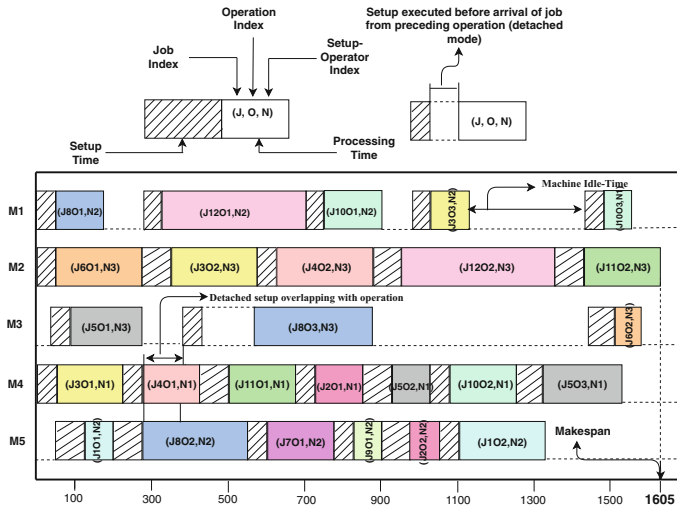 Operation
Index
Job
Index
Setup-
Operator
Index
(J, O, N)
Setup
Time
Processing
Time
Setup executed before arrival of job
from preceding operation (detached
mode)
(J, O, N)
M1
(J8O1,N2)
(J12O1,N2)
(J10O1,N2)
(J3O3,N2)
Machine Idle-Time
(J10O3,N1)
M2
(J6O1,N3)
(J3O2,N3)
(J4O2,N3)
(J12O2,N3)
(J11O2,N3)
Detached setup overlapping with operation
M3
(J5O1,N3)
(J8O3,N3)
(J6O2,N3)
M4
(J3O1,N1)
(J4O1,N1)
(J11O1,N1)
(J2O1,N1)
(J5O2,N1)
(J10O2,N1)
(J5O3,N1)
M5
(J1O1,N2)
(J8O2,N2)
(J7O1,N2)
(J9O1,N2)
(J2O2,N2)
(J1O2,N2)
Makespan
100 300 500 700 900 1100 1300 1500 1605